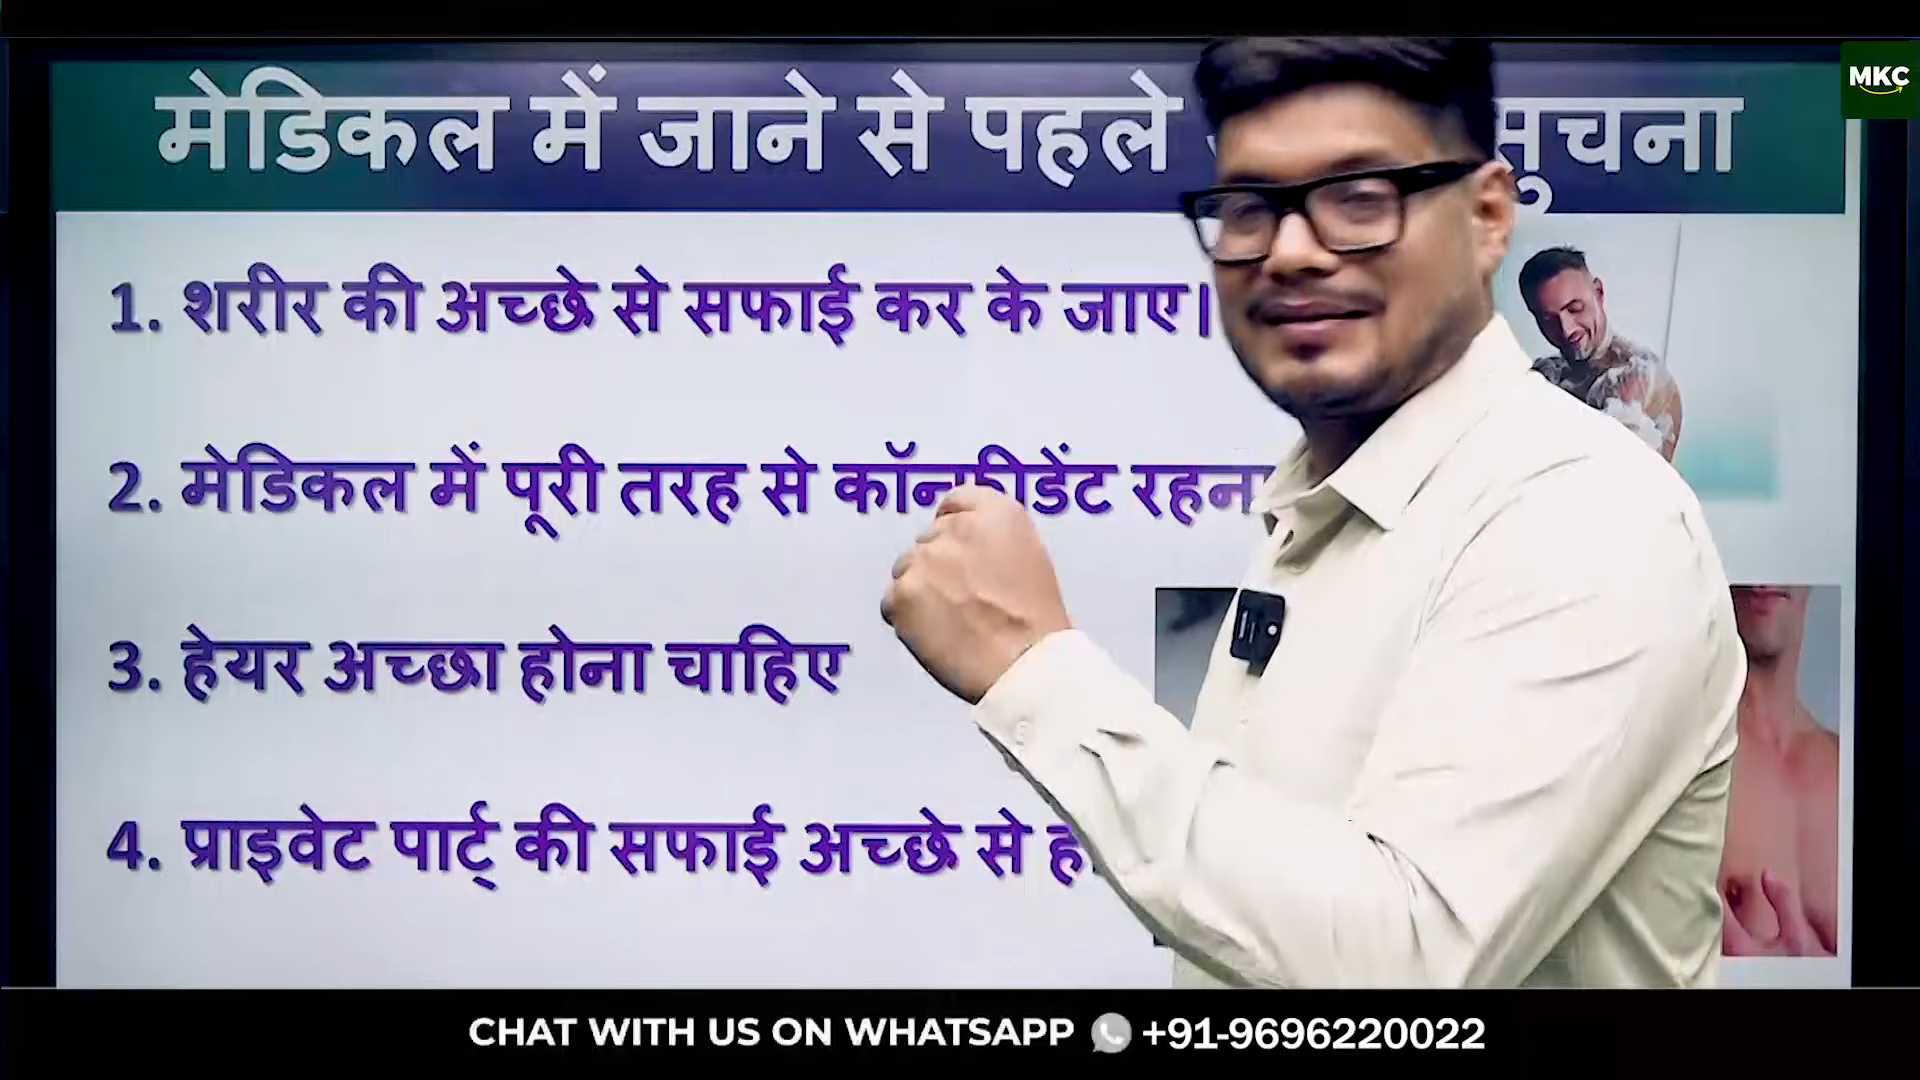 MKC
मेडिकल में जाने से पहले सूचना
1. शरीर की अच्छे से सफाई कर के जाए।
2. मेडिकल में पूरी तरह से कॉन्फीडेंट रहना
3. हेयर अच्छा होना चाहिए
4. प्राइवेट पार्ट् की सफाई अच्छे से
CHAT WITH US ON WHATSAPP +91-9696220022